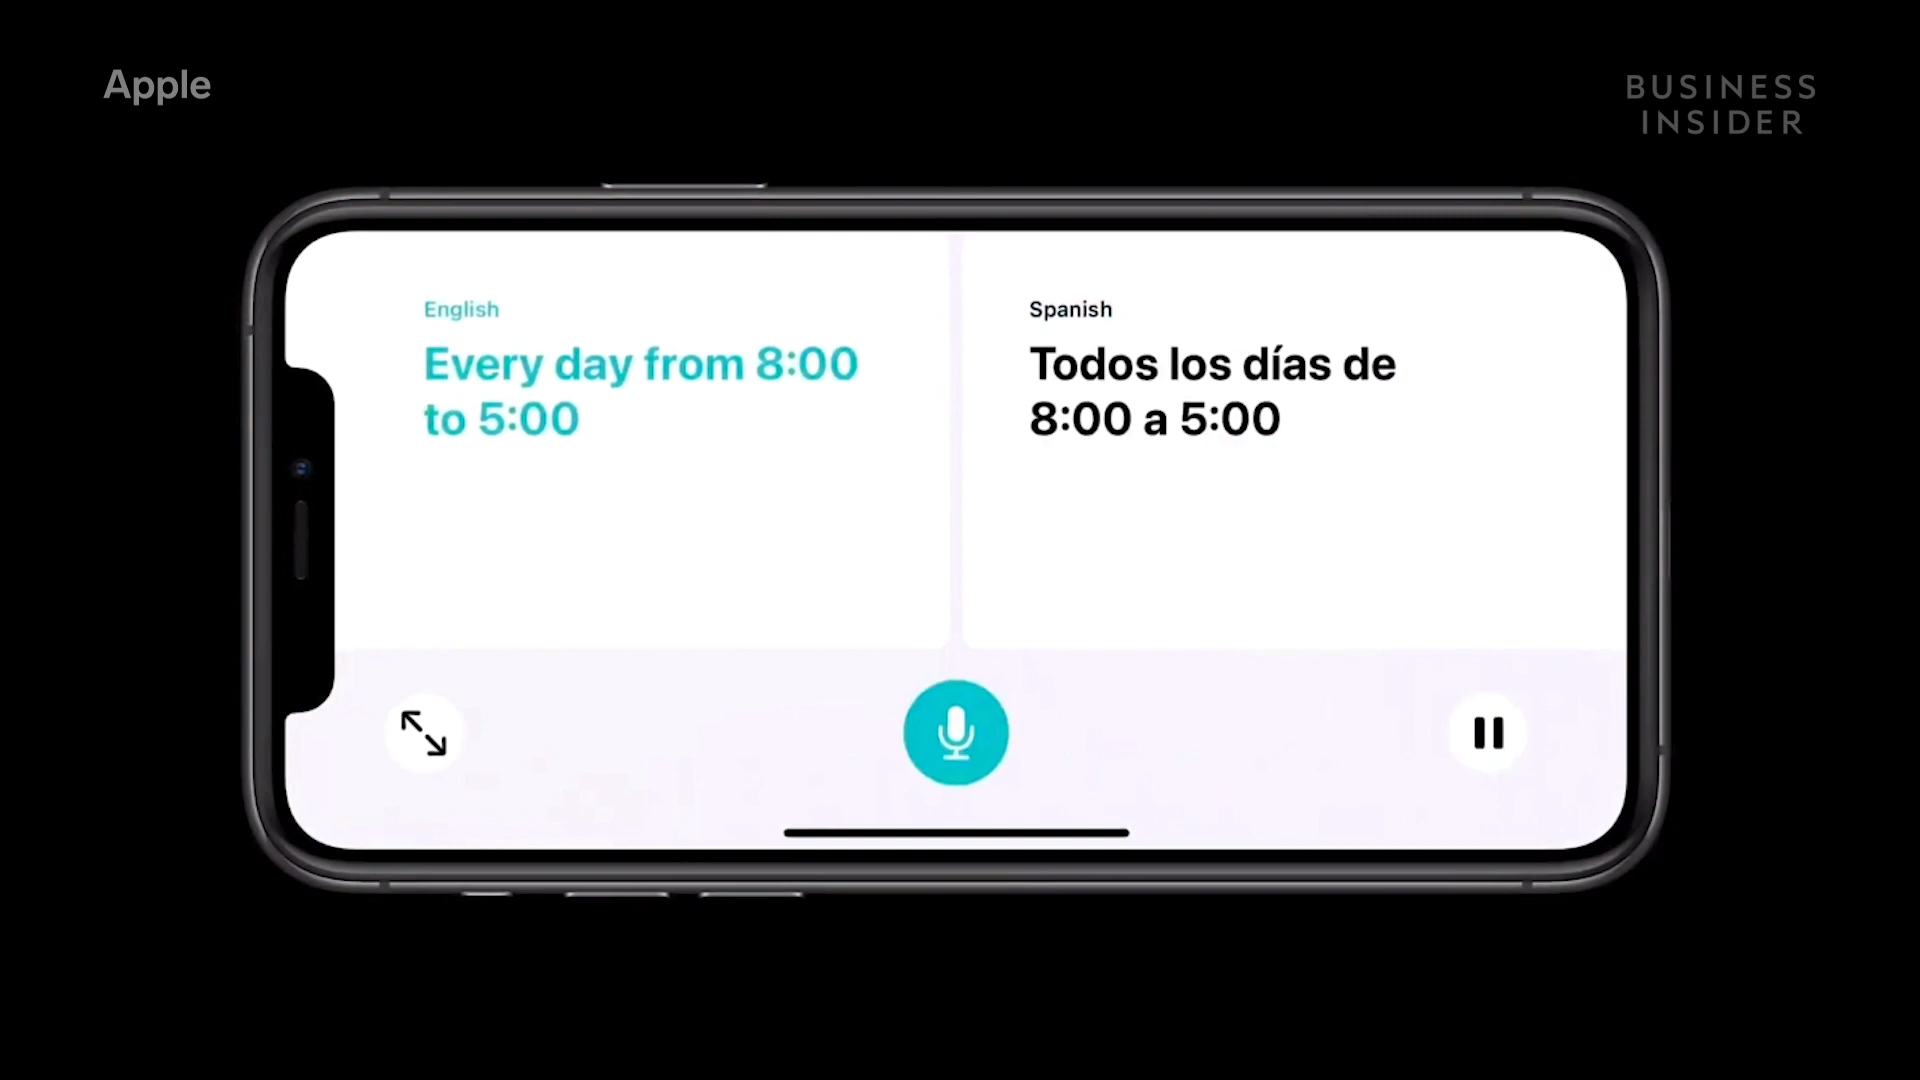 Apple
BUSINESS
INSIDER
English
Every day from 8:00
to 5:00
Spanish
Todos los días de
8:00 a 5:00